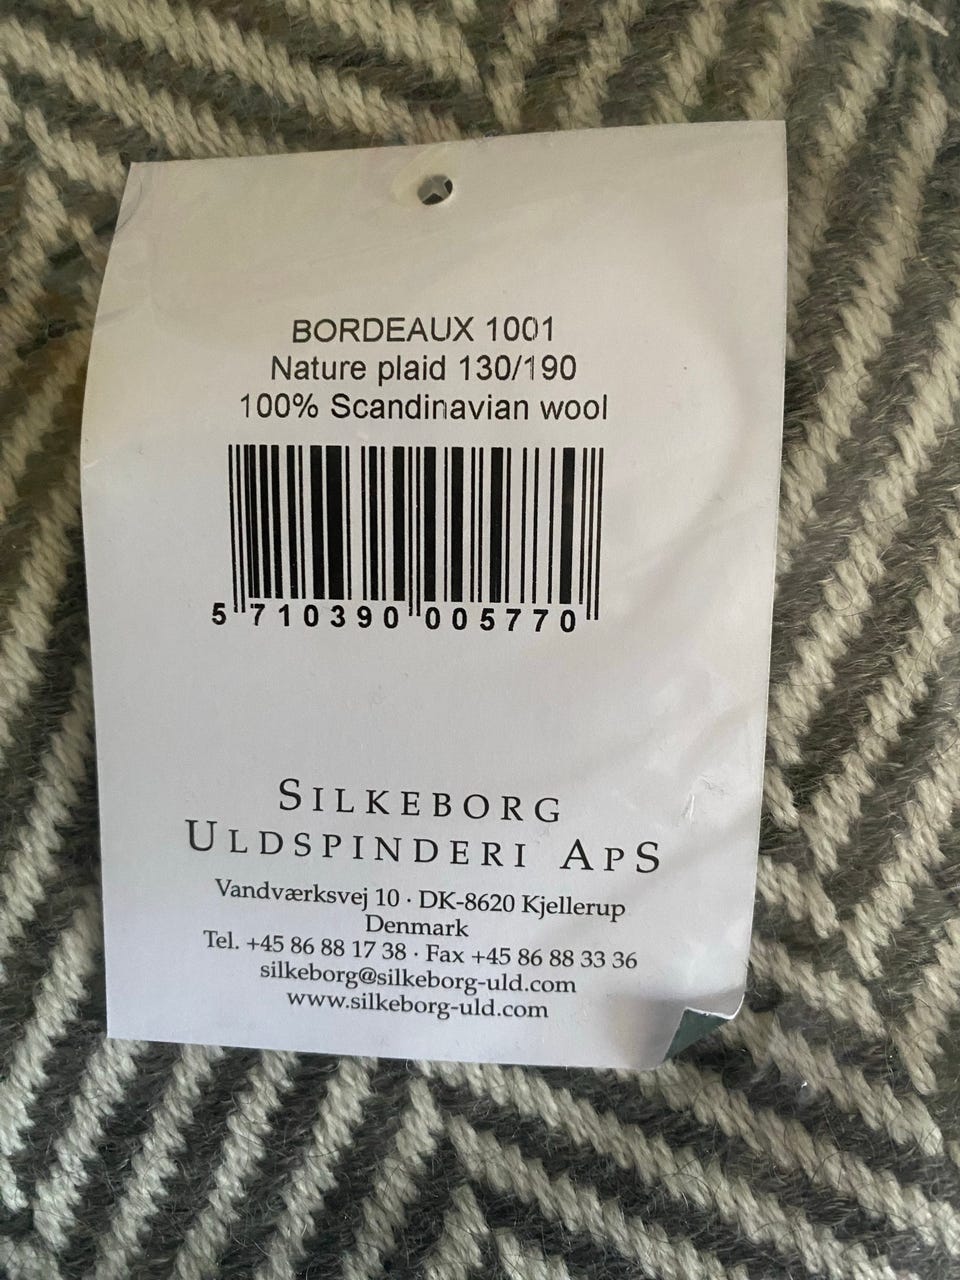 BORDEAUX 1001
Nature plaid 130/190
100% Scandinavian wool
5 710390 005770
SILKEBORG
ULDSPINDERI APS
Vandværksvej 10 · DK-8620 Kjellerup
Denmark
Tel. +45 86 88 17 38 · Fax +45 86 88 33 36
silkeborg@silkeborg-uld.com
www.silkeborg-uld.com